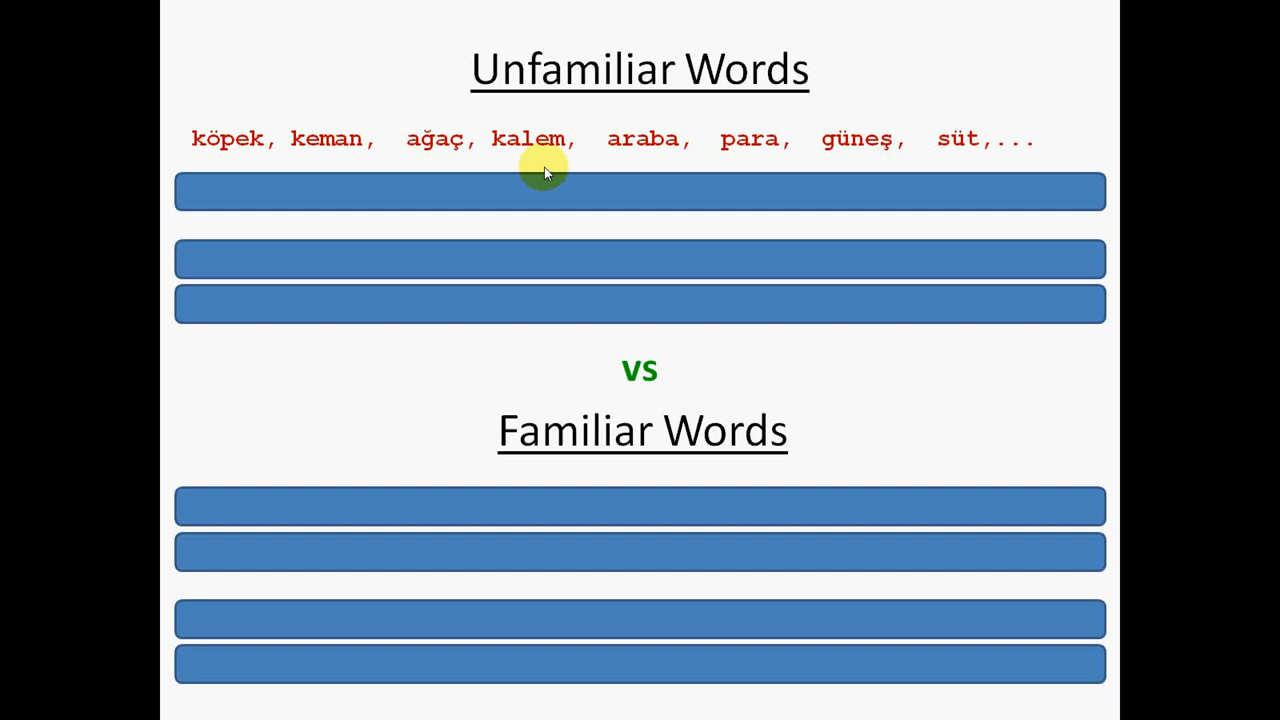 Unfamiliar Words
köpek, keman, ağaç, kalem, araba, para, güneş, süt,...
vs
Familiar Words